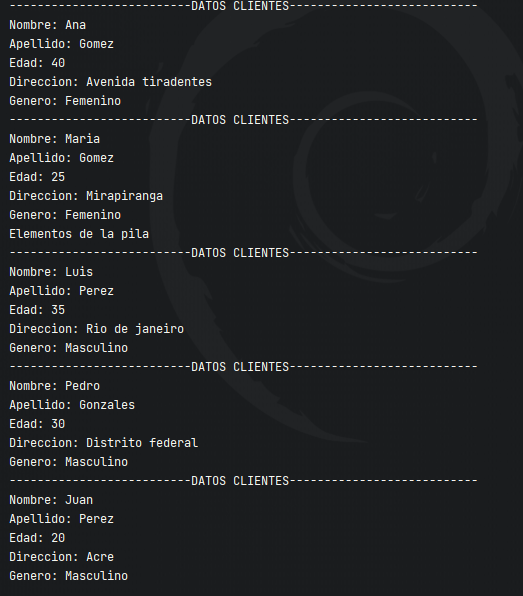 --------------------------DATOS CLIENTES---------------------------
Nombre: Ana
Apellido: Gomez
Edad: 40
Direccion: Avenida tiradentes
Genero: Femenino
--------------------------DATOS CLIENTES---------------------------
Nombre: Maria
Apellido: Gomez
Edad: 25
Direccion: Mirapiranga
Genero: Femenino
Elementos de la pila
--------------------------DATOS CLIENTES---------------------------
Nombre: Luis
Apellido: Perez
Edad: 35
Direccion: Rio de janeiro
Genero: Masculino
--------------------------DATOS CLIENTES---------------------------
Nombre: Pedro
Apellido: Gonzales
Edad: 30
Direccion: Distrito federal
Genero: Masculino
--------------------------DATOS CLIENTES---------------------------
Nombre: Juan
Apellido: Perez
Edad: 20
Direccion: Acre
Genero: Masculino